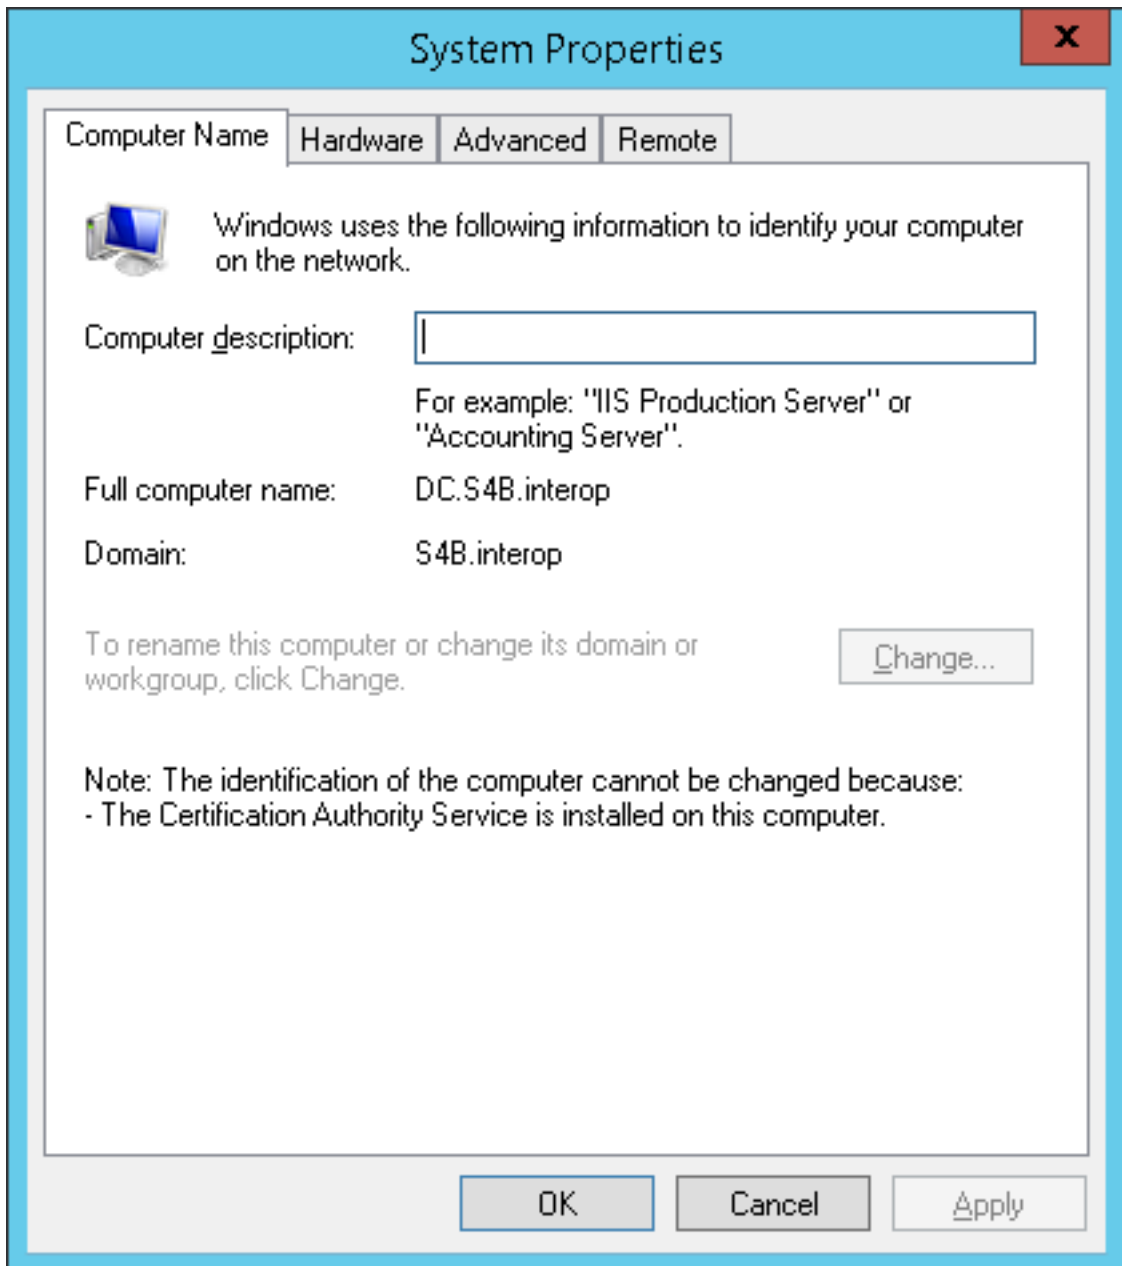 System Properties
x
Computer Name
Hardware
Advanced
Remote
Windows uses the following information to identify your computer
on the network.
Computer description:
For example: "IIS Production Server" or
"Accounting Server".
Full computer name: DC.S4B.interop
Domain: S4B.interop
To rename this computer or change its domain or
workgroup, click Change.
Change...
Note: The identification of the computer cannot be changed because:
- The Certification Authority Service is installed on this computer.
OK
Cancel
Apply